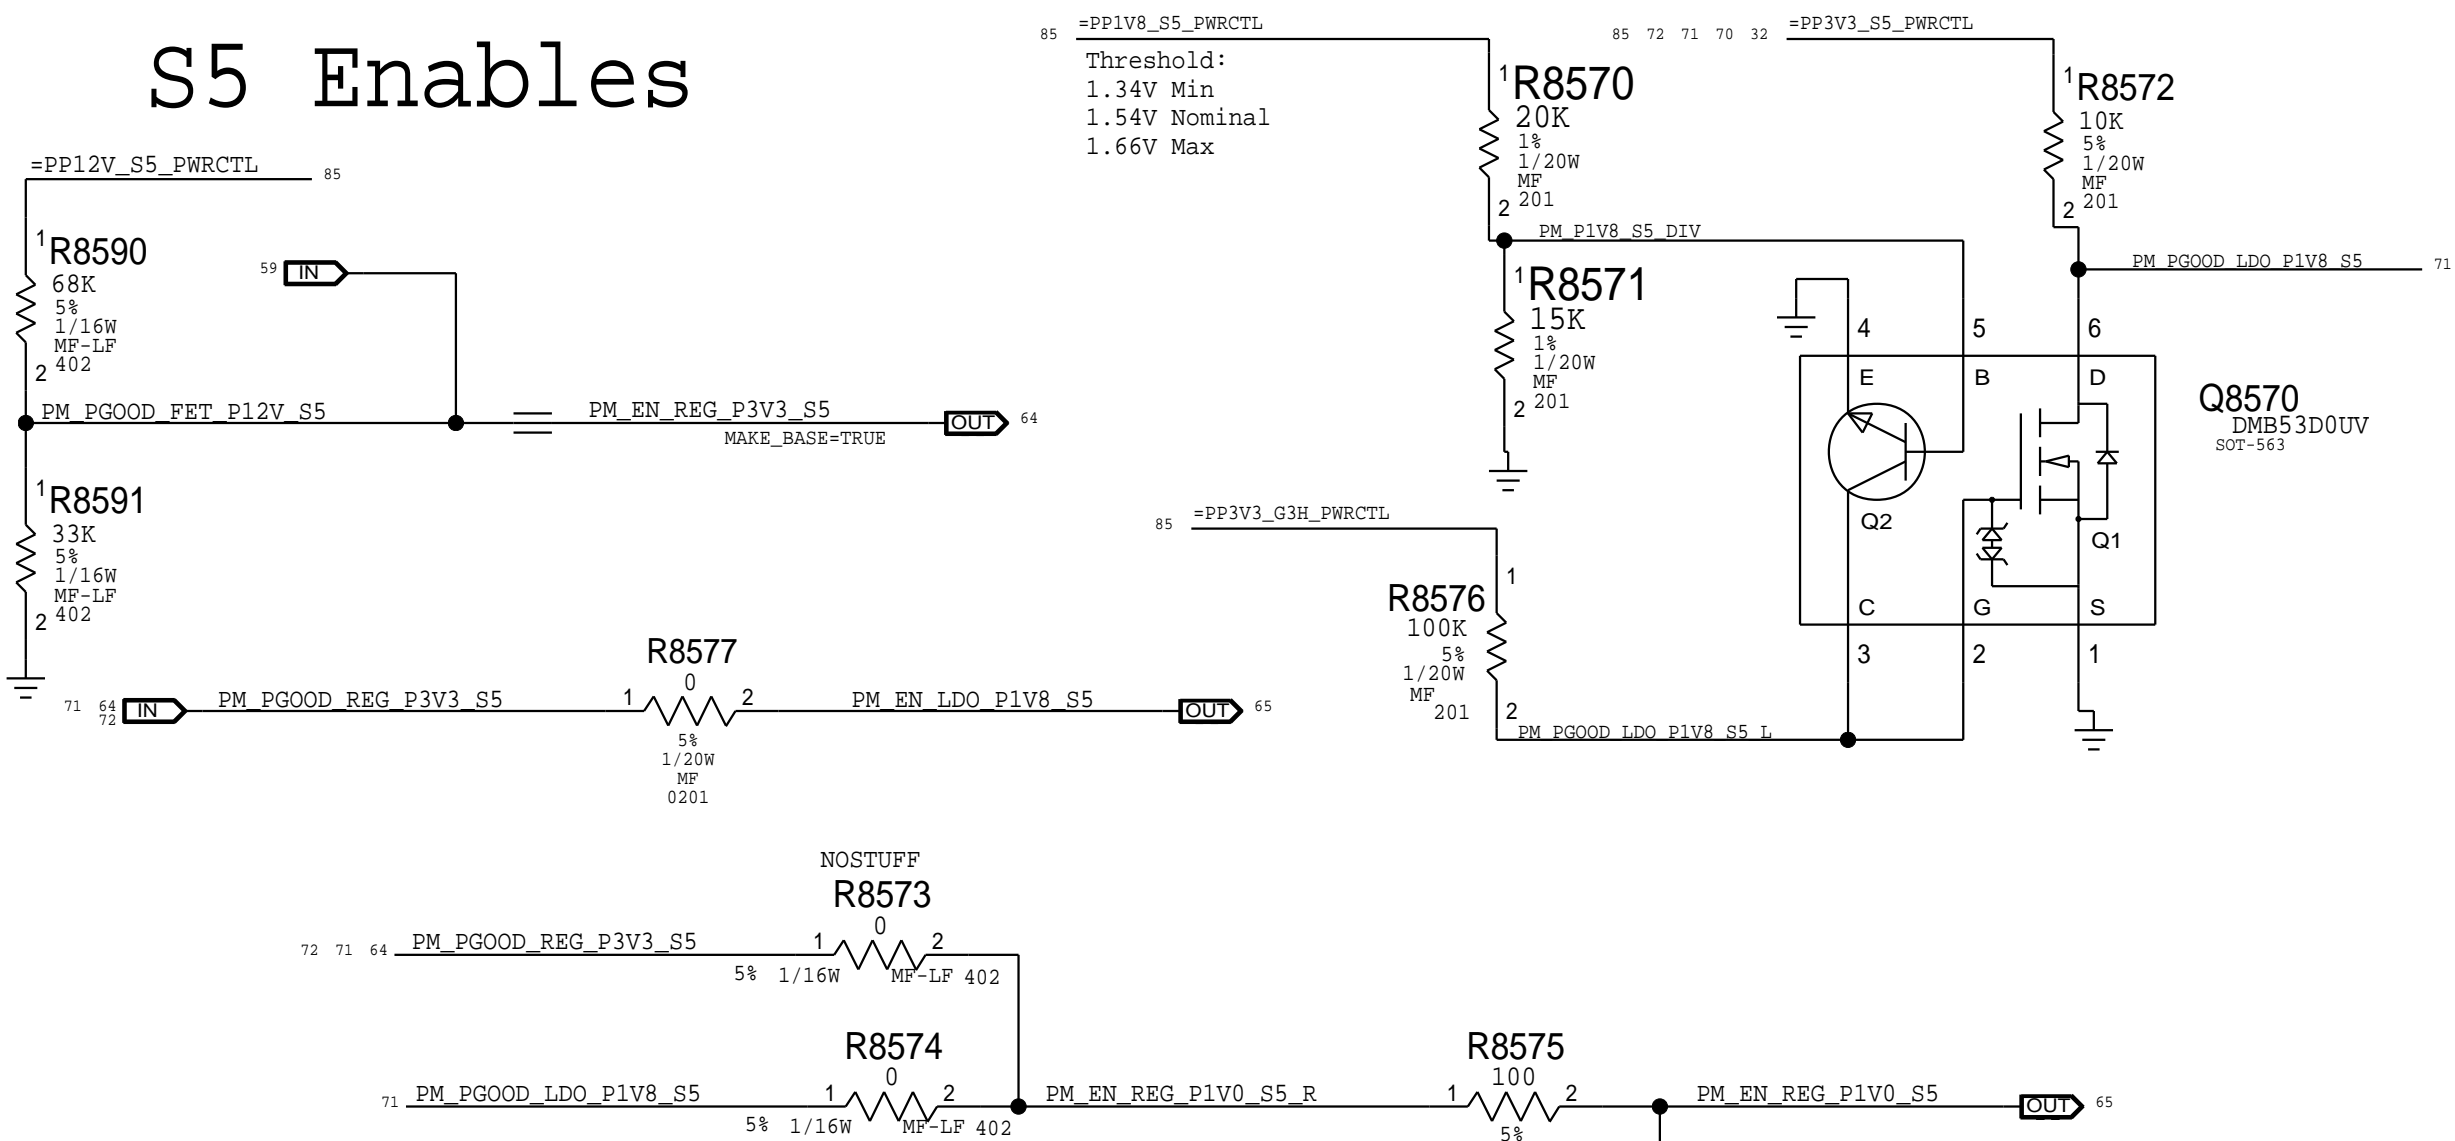 S5 Enables
=PP12V_S5_PWRCTL 85
1 R8590
68K
5%
1/16W
MF-LF
2 402
59 IN
PM_PGOOD_FET_P12V_S5
PM_EN_REG_P3V3_S5 OUT 64
MAKE_BASE=TRUE
1 R8591
33K
5%
1/16W
MF-LF
2 402
85 =PP1V8_S5_PWRCTL
Threshold:
1.34V Min
1.54V Nominal
1.66V Max
1 R8570
20K
1%
1/20W
MF
201
2
PM_P1V8_S5_DIV
1 R8571
15K
1%
1/20W
MF
2 201
85 72 71 70 32 =PP3V3_S5_PWRCTL
1 R8572
10K
5%
1/20W
MF
2 201
PM_PGOOD_LDO_P1V8_S5 71
4 5 6
E B D
Q8570
DMB53D0UV
SOT-563
Q2
Q1
C G S
3 2 1
85 =PP3V3_G3H_PWRCTL
1
R8576
100K
5%
1/20W
MF
201 2
PM_PGOOD_LDO_P1V8_S5_L
R8577
71 64 IN PM_PGOOD_REG_P3V3_S5 1 0 2 PM_EN_LDO_P1V8_S5 OUT 65
72
5%
1/20W
MF
0201
NOSTUFF
R8573
0
72 71 64 PM_PGOOD_REG_P3V3_S5 1 2
5% 1/16W MF-LF 402
R8574
0
71 PM_PGOOD_LDO_P1V8_S5 1 2 PM_EN_REG_P1V0_S5_R
5% 1/16W MF-LF 402
R8575
100
1 2 PM_EN_REG_P1V0_S5 OUT 65
5%